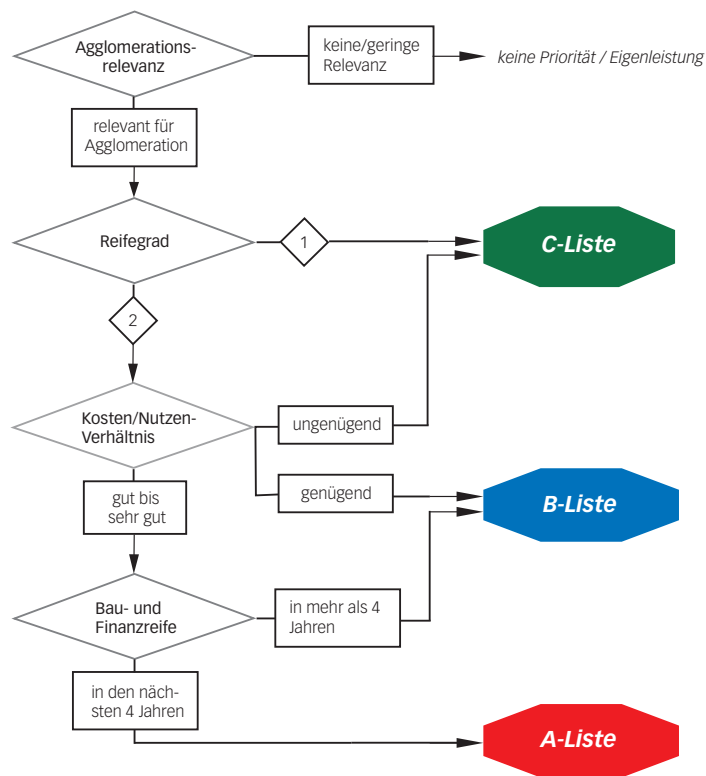 Agglomerations-
relevanz
keine/geringe
Relevanz
keine Priorität / Eigenleistung
relevant für
Agglomeration
Reifegrad
1
C-Liste
2
Kosten/Nutzen-
Verhältnis
ungenügend
genügend
gut bis
sehr gut
B-Liste
Bau- und
Finanzreife
in mehr als 4
Jahren
in den näch-
sten 4 Jahren
A-Liste